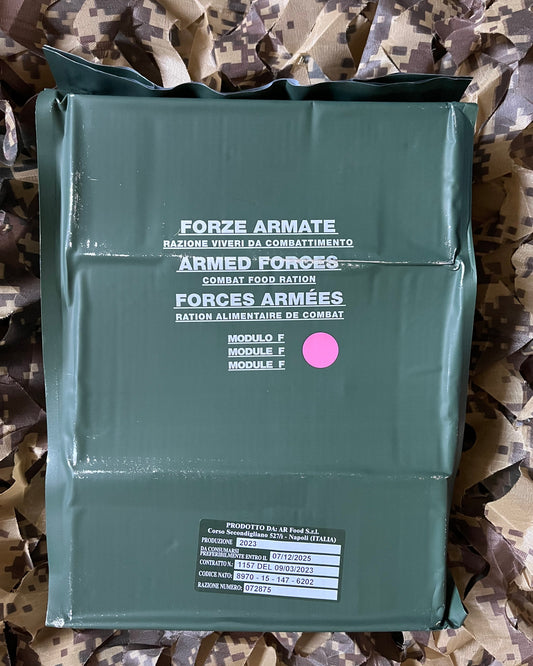 FORZE ARMATE
RAZIONE VIVERI DA COMBATTIMENTO
ARMED FORCES
COMBAT FOOD RATION
FORCES ARMÉES
RATION ALIMENTAIRE DE COMBAT
MODULO F
MODULE F
MODULE F
PRODOTTO DA: AR Food S.r.l.
Corso Secondigliano 527/i - Napoli (ITALIA)
PRODUZIONE 2023
DA CONSUMARSI
PREFERIBILMENTE ENTRO IL 07/12/2025
CONTRATTO N.: 1157 DEL 09/03/2023
CODICE NATO: 8970 - 15 - 147 - 6202
RAZIONE NUMERO: 072875